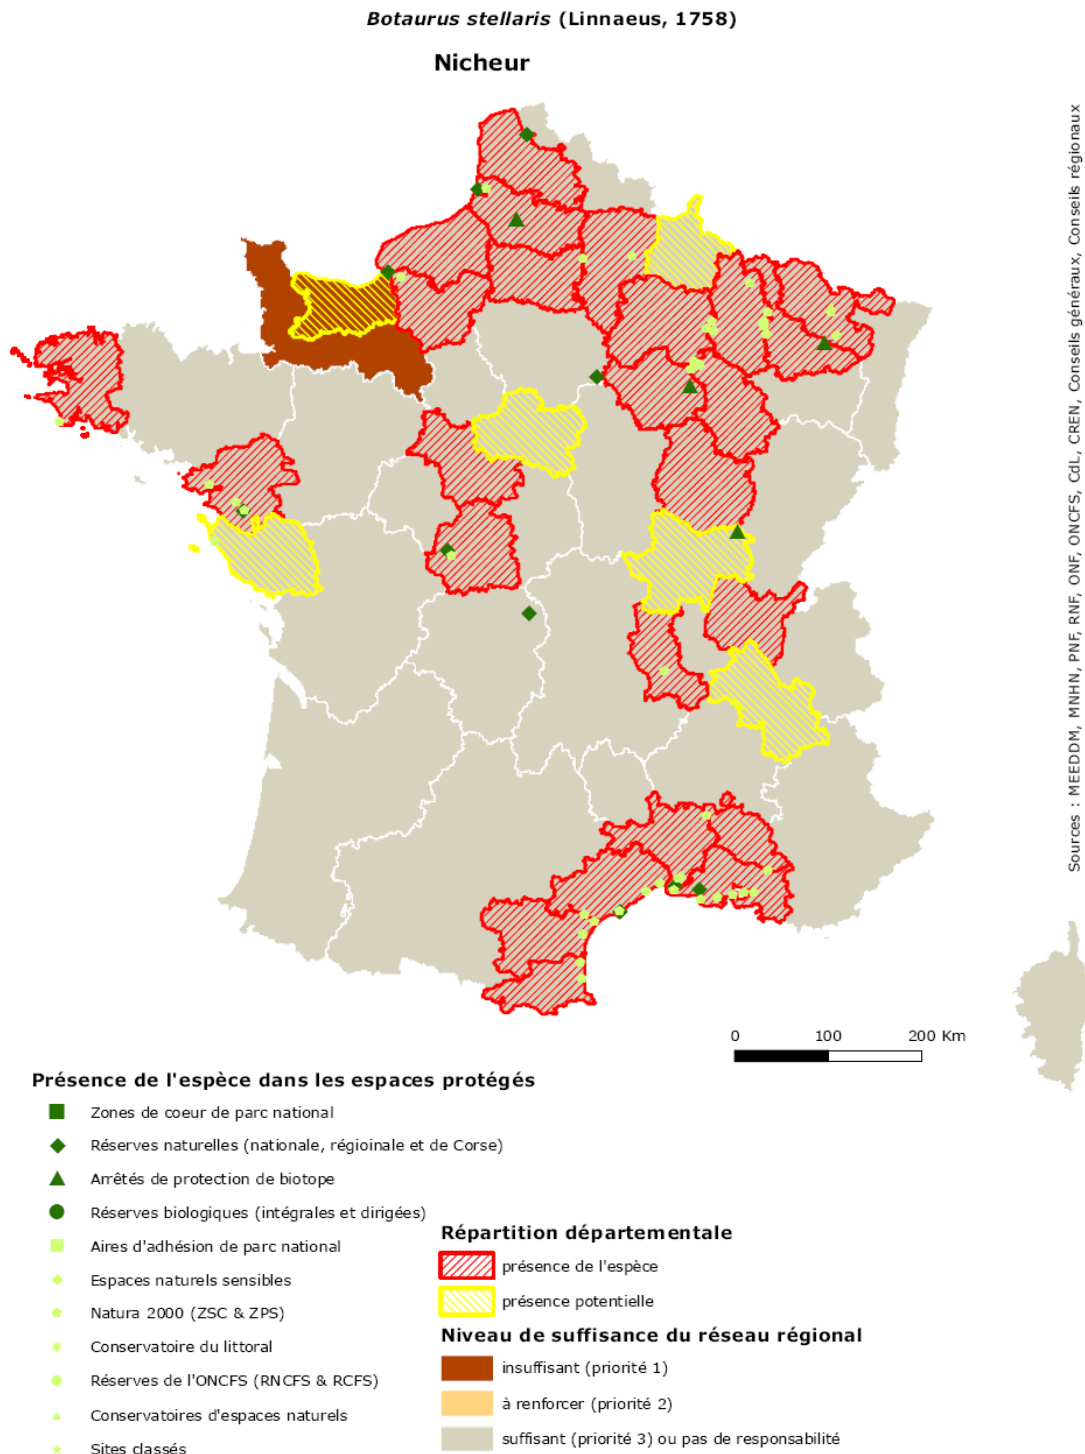 Botaurus stellaris (Linnaeus, 1758)
Nicheur
Sources : MEEDDM, MNHN, PNF, RNF, ONF, ONCFS, CdL, CREN, Conseils généraux, Conseils régionaux
0 100 200 Km
Présence de l'espèce dans les espaces protégés
Zones de coeur de parc national
Réserves naturelles (nationale, régioinale et de Corse)
Arrêtés de protection de biotope
Réserves biologiques (intégrales et dirigées)
Aires d'adhésion de parc national
Espaces naturels sensibles
Natura 2000 (ZSC & ZPS)
Conservatoire du littoral
Réserves de l'ONCFS (RNCFS & RCFS)
Conservatoires d'espaces naturels
Sites classés
Répartition départementale
présence de l'espèce
présence potentielle
Niveau de suffisance du réseau régional
insuffisant (priorité 1)
à renforcer (priorité 2)
suffisant (priorité 3) ou pas de responsabilité